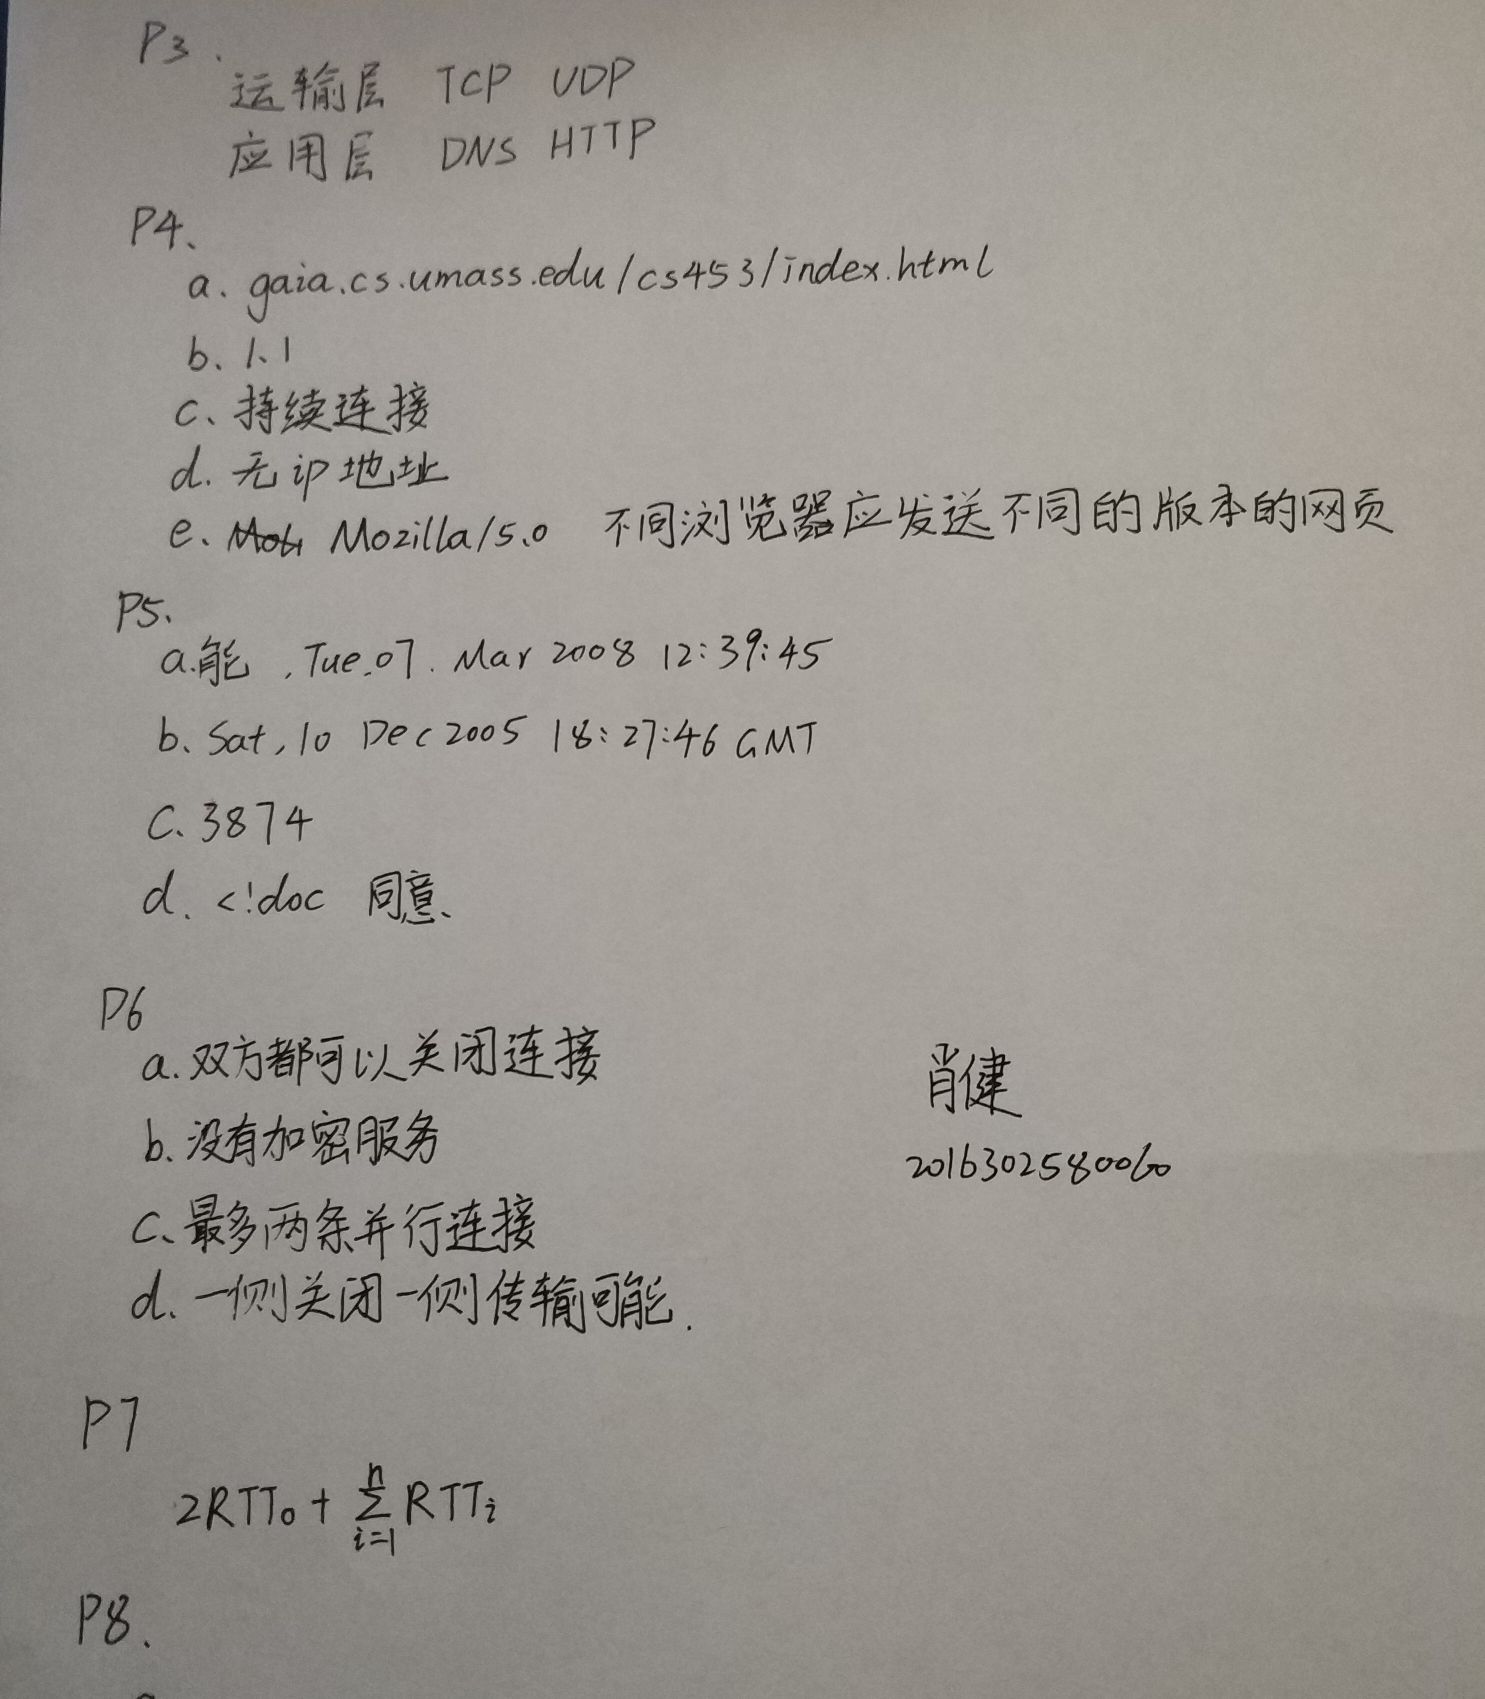 P3.
运输层 TCP UDP
应用层 DNS HTTP
P4、
a. gaia.cs.umass.edu/cs453/index.html
b、1.1
c、持续连接
d. 无ip地址
e、Mozilla/5.0 不同浏览器应发送不同的版本的网页
P5、
a.能 , Tue,07. Mar 2008 12:39:45
b、Sat, 10 Dec 2005 18:27:46 GMT
C、3874
d. <!doc 同意、
P6
a.双方都可以关闭连接
b.没有加密服务
c、最多两条并行连接
d、一侧关闭一侧传输可能.
肖健
2016302580060
P7
2RTT₀ + ∑ⁿᵢ₌₁ RTTᵢ
P8、